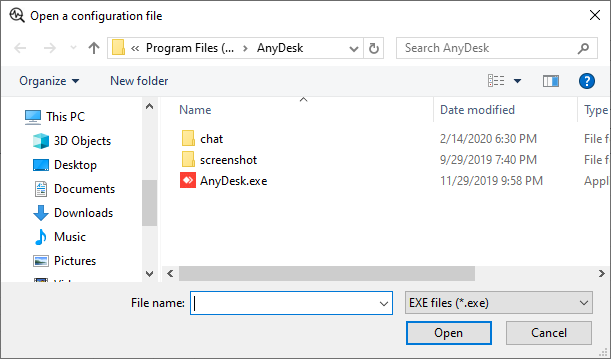 Open a configuration file
« Program Files (... > AnyDesk > Search AnyDesk
Organize New folder
Name Date modified Type
This PC
3D Objects
Desktop
Documents
Downloads
Music
Pictures
chat 2/14/2020 6:30 PM File f
screenshot 9/29/2019 7:40 PM File f
AnyDesk.exe 11/29/2019 9:58 PM Appl
File name: EXE files (*.exe)
Open Cancel